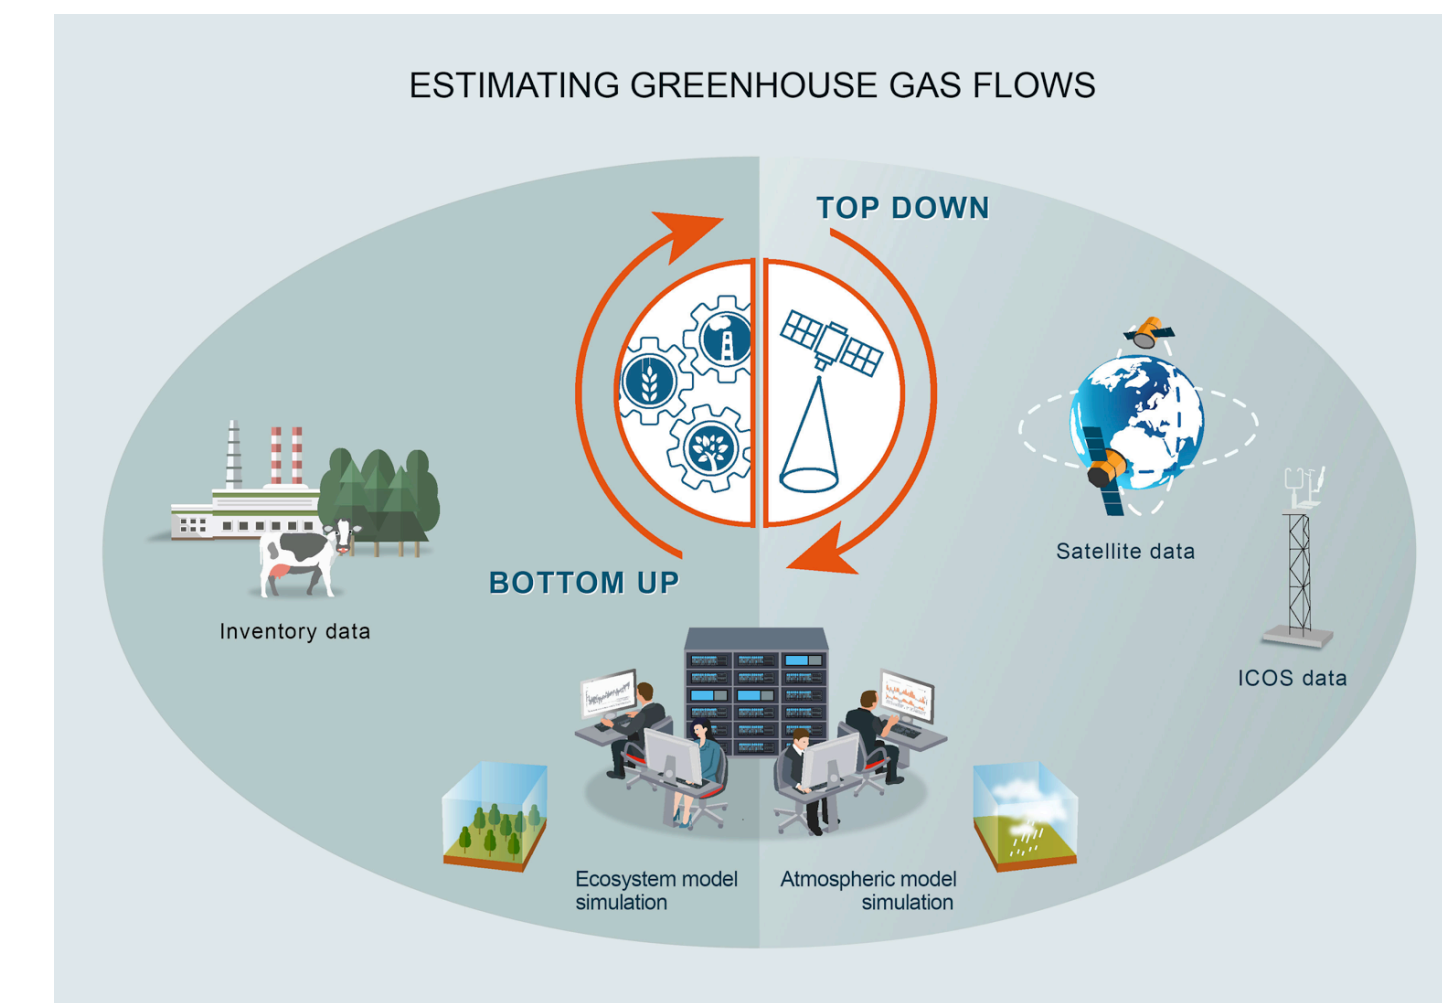 ESTIMATING GREENHOUSE GAS FLOWS
TOP DOWN
BOTTOM UP
Inventory data
Satellite data
ICOS data
Ecosystem model
simulation
Atmospheric model
simulation